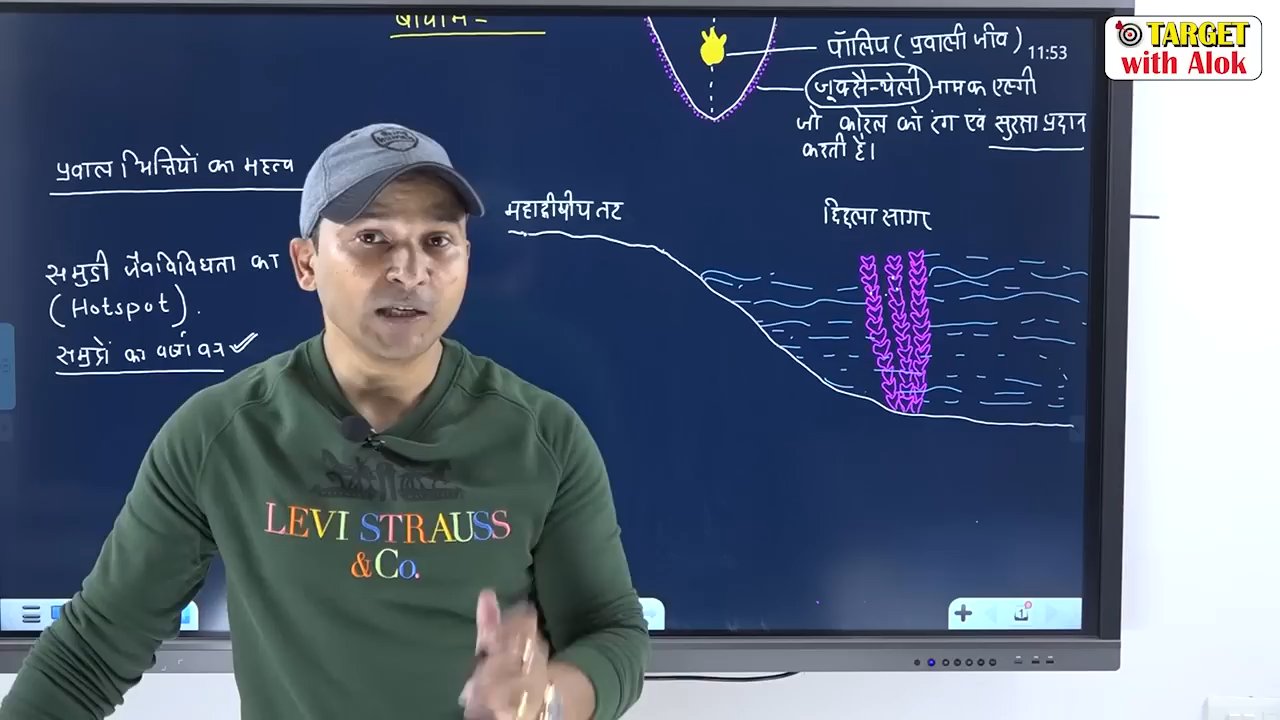 पॉलिप (प्रवाली जीव)
11:53
जूक्सै-थेली नामक एल्गी
जो कोरल को रंग एवं सुरक्षा प्रदान
करती है।
TARGET
with Alok
प्रवाल भित्तियों का महत्व
समुद्री जैवविविधता का
(Hotspot).
समुद्रों का वर्षा वन
महाद्वीपीय तट
छिछला सागर
LEVI STRAUSS
&Co.
1